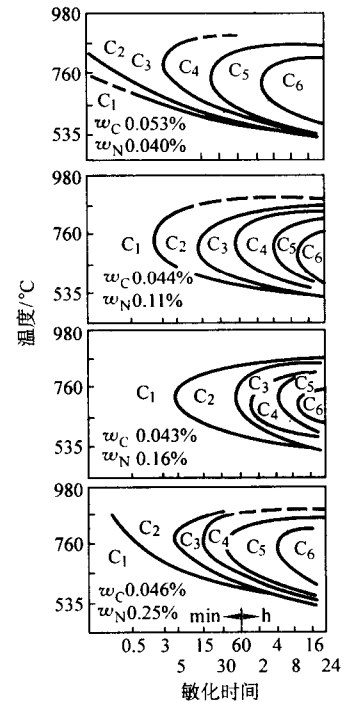 温度/℃
980
760
535
C1
C2
C3
C4
C5
C6
wC 0.053%
wN 0.040%
980
760
535
C1
C2
C3
C4
C5
C6
wC 0.044%
wN 0.11%
980
760
535
C1
C2
C3
C4
C5
C6
wC 0.043%
wN 0.16%
980
760
535
C1
C2
C3
C4
C5
C6
wC 0.046%
wN 0.25%
min
h
0.5 3 15 60 4 16
5 30 2 8 24
敏化时间